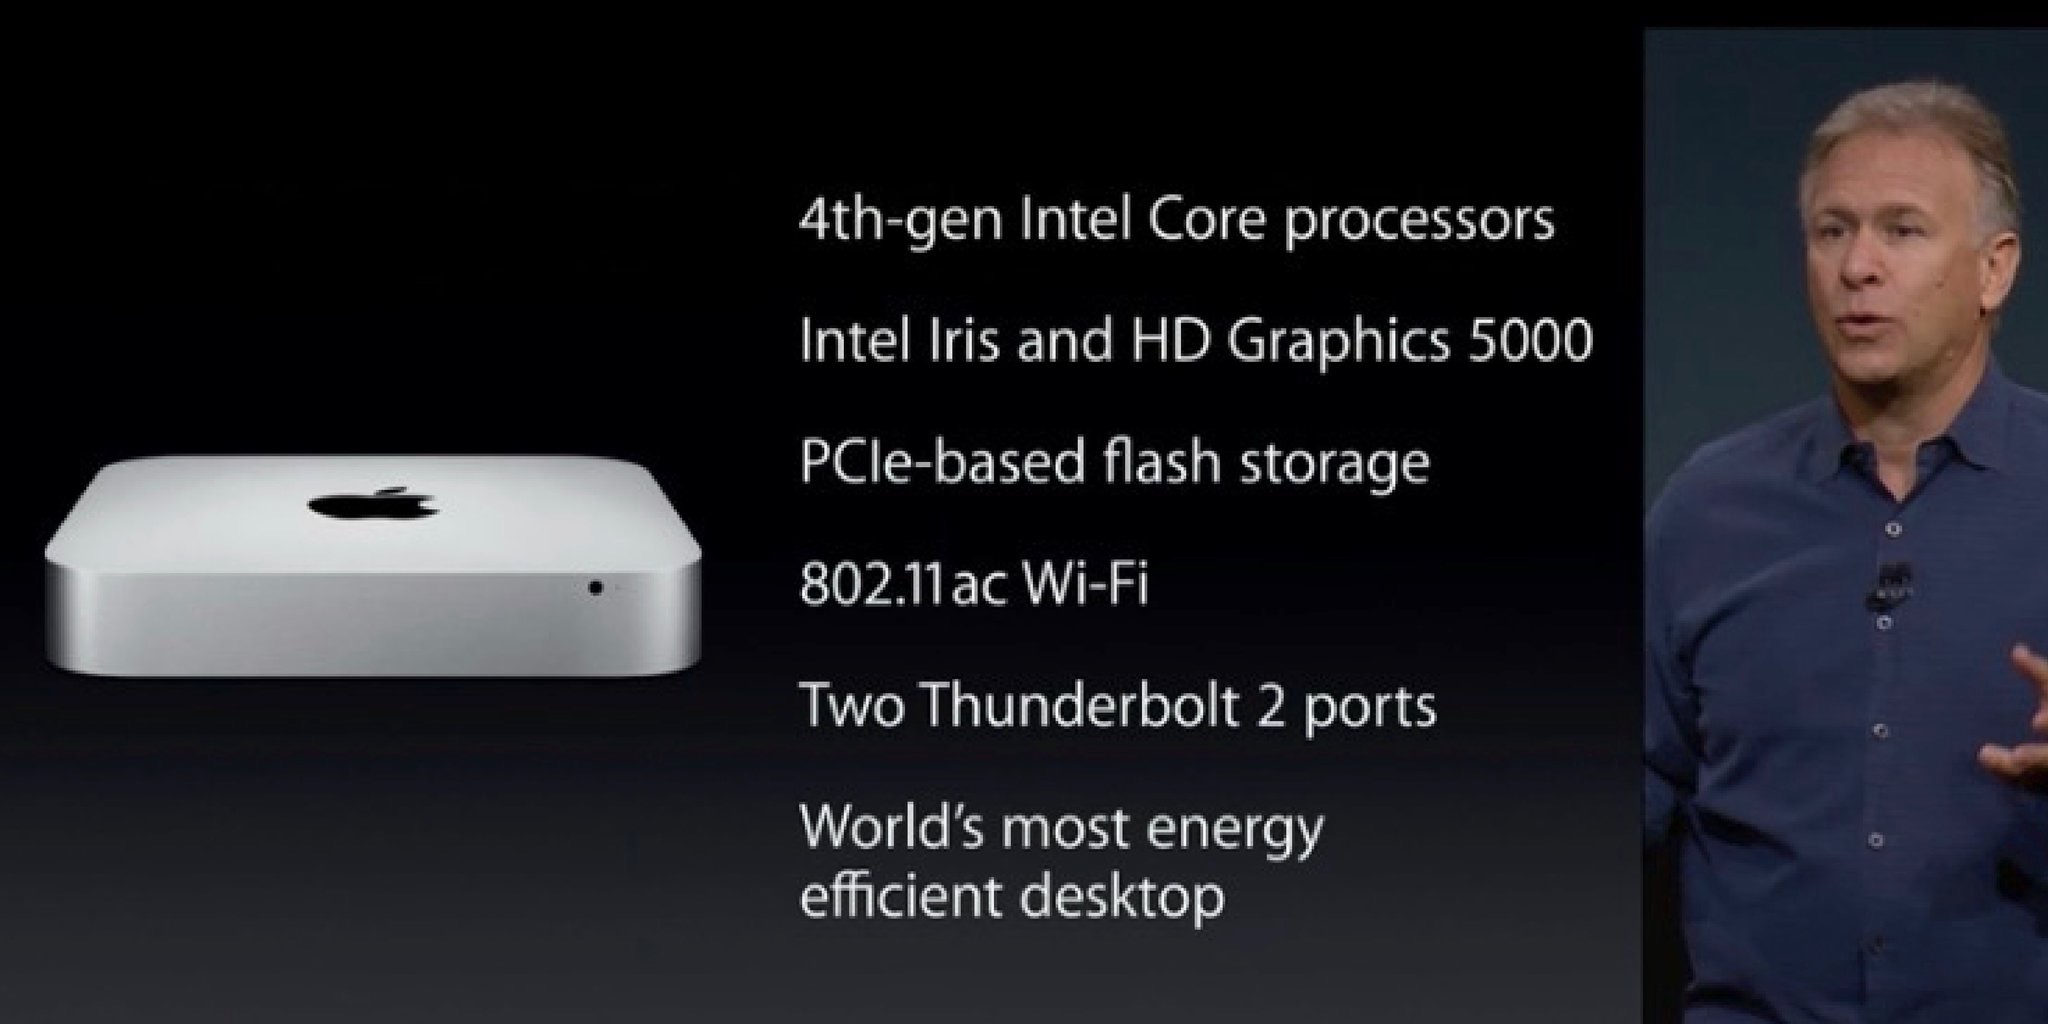 4th-gen Intel Core processors
Intel Iris and HD Graphics 5000
PCIe-based flash storage
802.11ac Wi-Fi
Two Thunderbolt 2 ports
World's most energy
efficient desktop